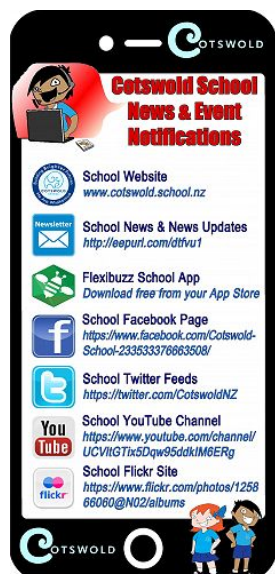 COTSWOLD
Cotswold School
News & Event
Notifications
School Website
www.cotswold.school.nz
Newsletter
School News & News Updates
http://eepurl.com/dtfvu1
Flexibuzz School App
Download free from your App Store
School Facebook Page
https://www.facebook.com/Cotswold-
School-233533376663508/
School Twitter Feeds
https://twitter.com/CotswoldNZ
You
Tube
School YouTube Channel
https://www.youtube.com/channel/
UCVltGTix5Dqw95ddklM6ERg
flickr
School Flickr Site
https://www.flickr.com/photos/1258
66060@N02/albums
COTSWOLD